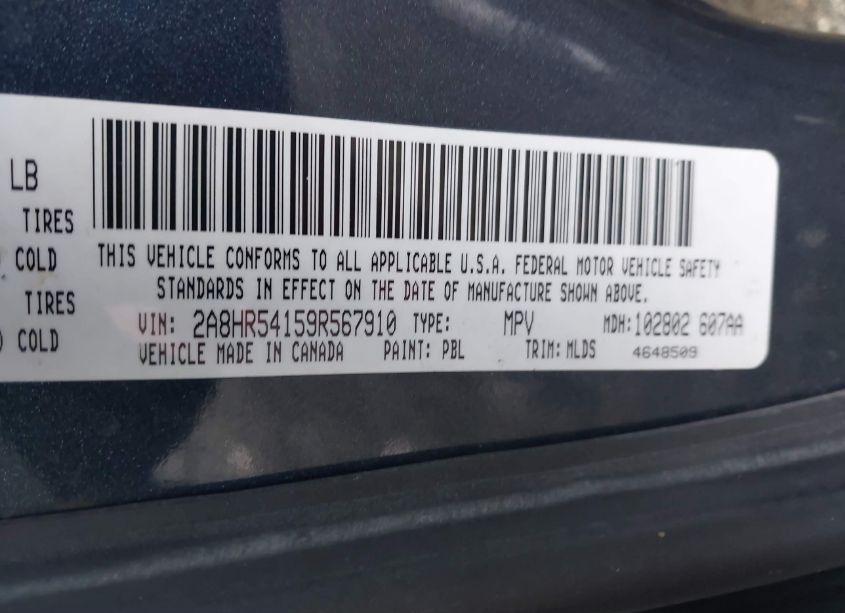 LB
TIRES
COLD
TIRES
COLD
THIS VEHICLE CONFORMS TO ALL APPLICABLE U.S.A. FEDERAL MOTOR VEHICLE SAFETY
STANDARDS IN EFFECT ON THE DATE OF MANUFACTURE SHOWN ABOVE.
VIN: 2A8HR54159R567910 TYPE: MPV MDH:102802 607AA
VEHICLE MADE IN CANADA PAINT: PBL TRIM: MLDS 4648509